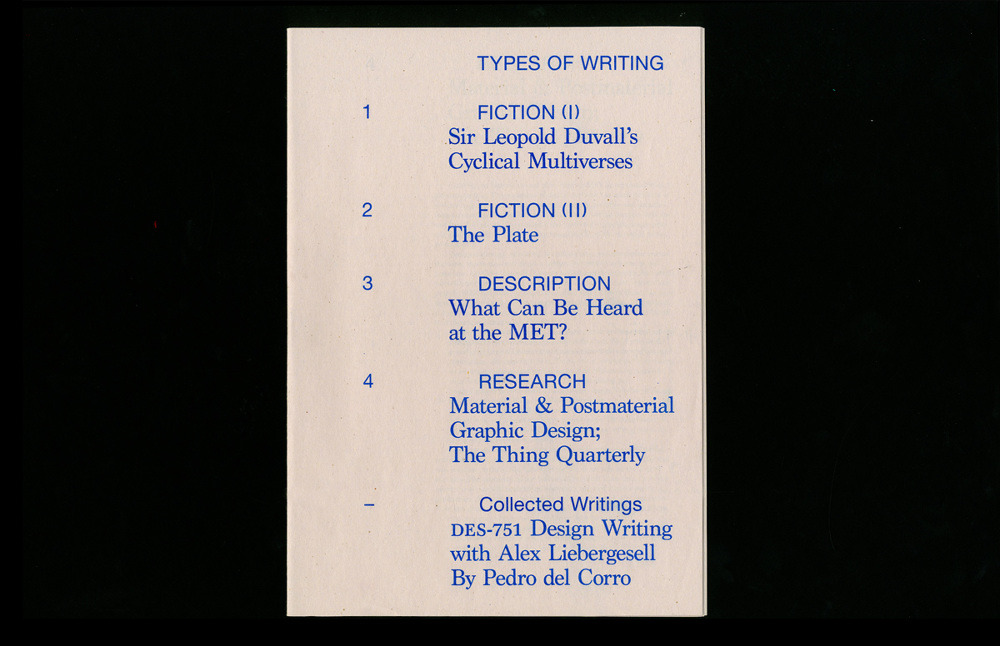 TYPES OF WRITING
1 FICTION (I)
Sir Leopold Duvall’s
Cyclical Multiverses
2 FICTION (II)
The Plate
3 DESCRIPTION
What Can Be Heard
at the MET?
4 RESEARCH
Material & Postmaterial
Graphic Design;
The Thing Quarterly
– Collected Writings
DES-751 Design Writing
with Alex Liebergesell
By Pedro del Corro